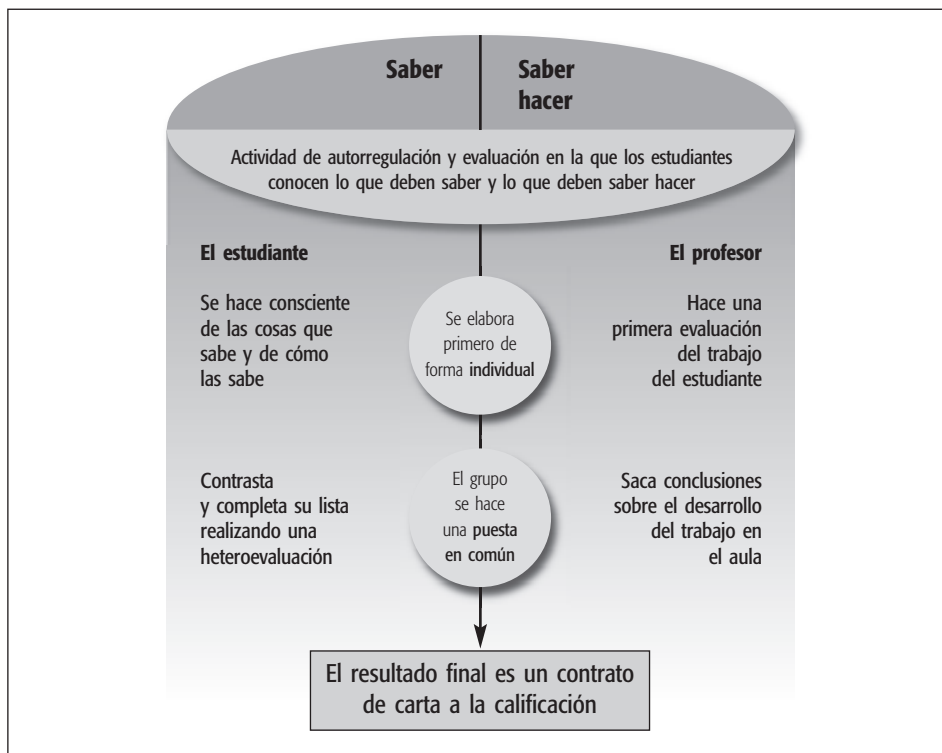 Saber
Saber
hacer
Actividad de autorregulación y evaluación en la que los estudiantes
conocen lo que deben saber y lo que deben saber hacer
El estudiante
El profesor
Se hace consciente
de las cosas que
sabe y de cómo
las sabe
Se elabora
primero de
forma individual
Hace una
primera evaluación
del trabajo
del estudiante
Contrasta
y completa su lista
realizando una
heteroevaluación
El grupo
se hace
una puesta
en común
Saca conclusiones
sobre el desarrollo
del trabajo en
el aula
El resultado final es un contrato
de carta a la calificación